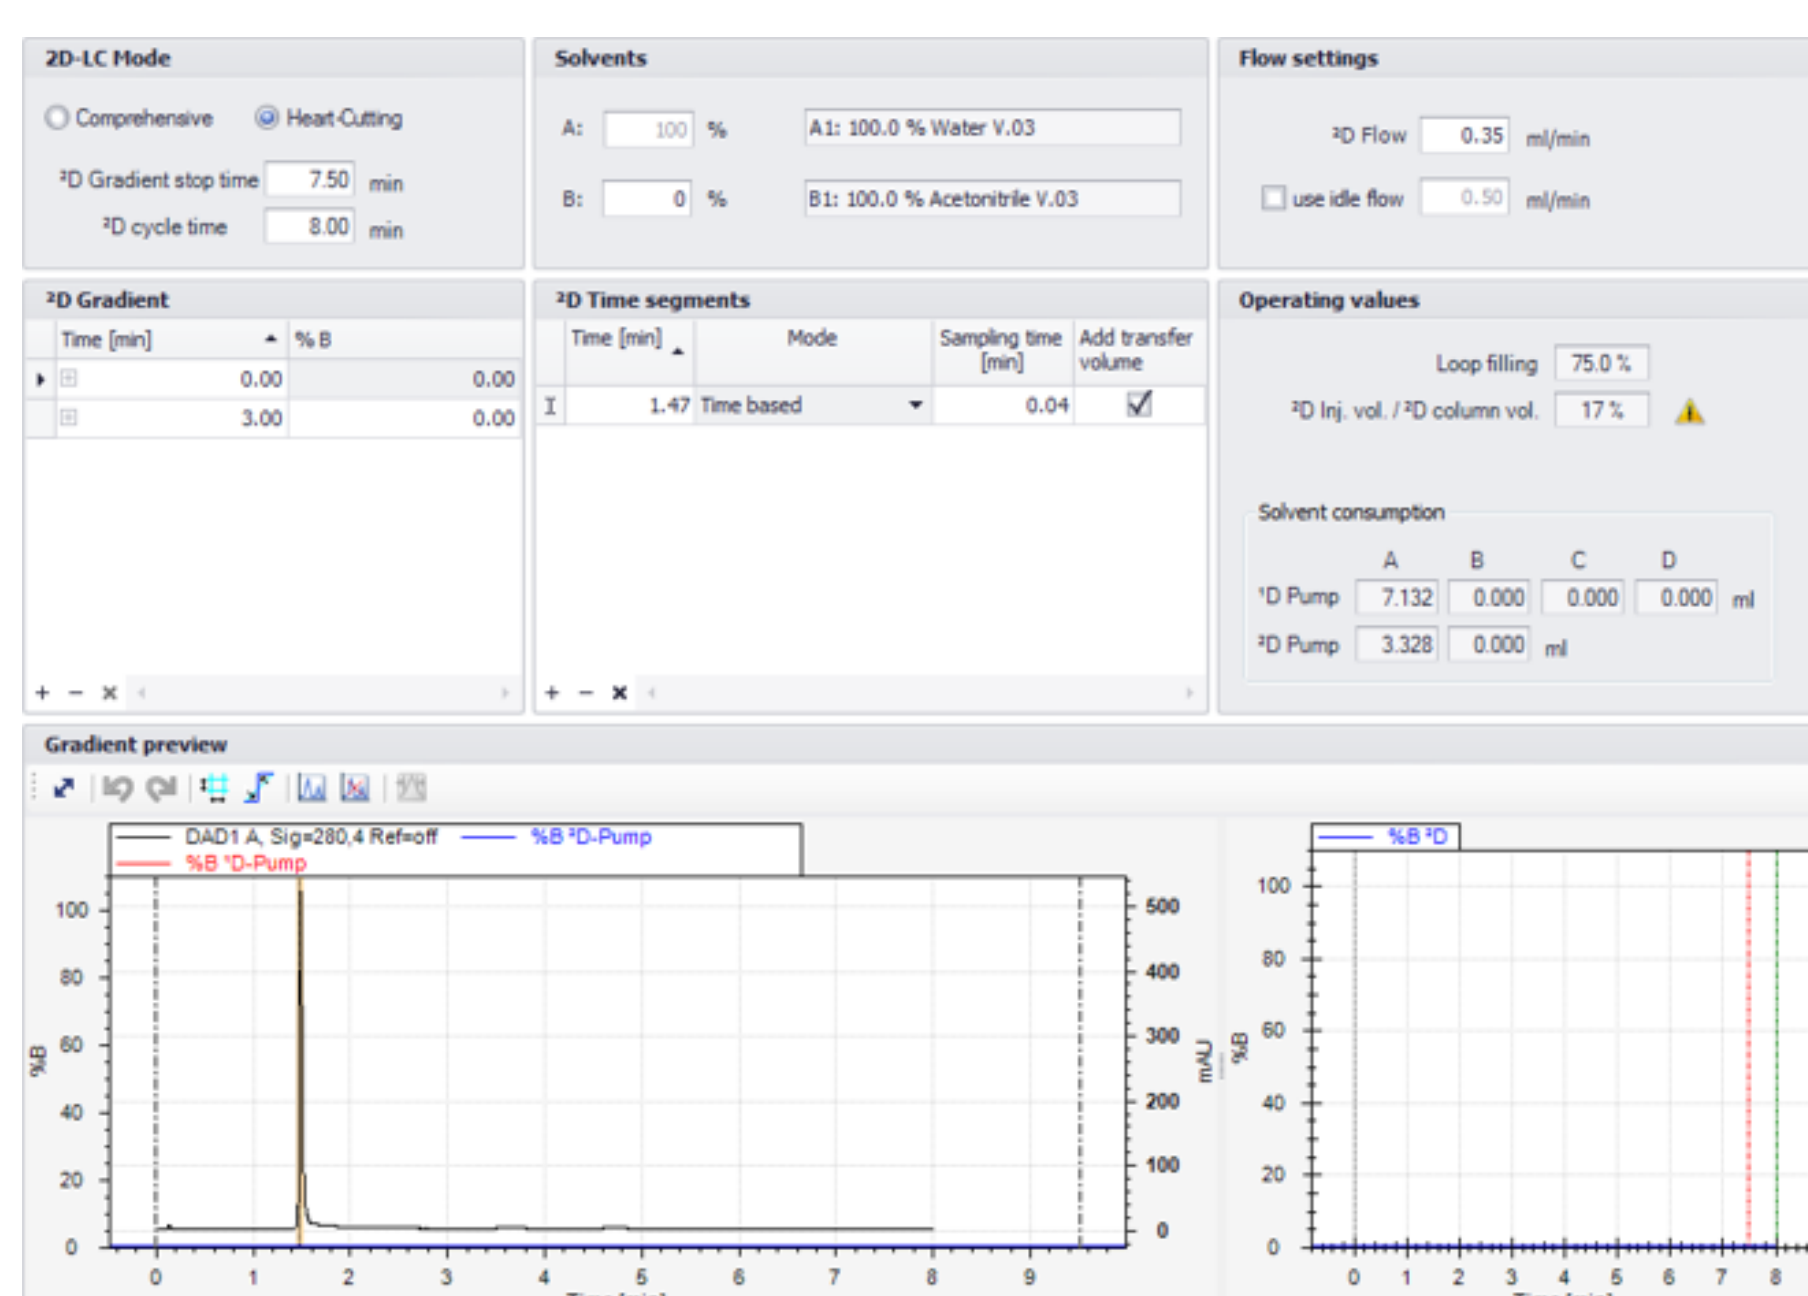 2D-LC Mode
Comprehensive Heart-Cutting
²D Gradient stop time 7.50 min
²D cycle time 8.00 min
Solvents
A: 100 % A1: 100.0 % Water V.03
B: 0 % B1: 100.0 % Acetonitrile V.03
Flow settings
²D Flow 0.35 ml/min
use idle flow 0.50 ml/min
²D Gradient
Time [min] % B
0.00 0.00
3.00 0.00
+ - x
²D Time segments
Time [min] Mode Sampling time [min] Add transfer volume
1.47 Time based 0.04
+ - x
Operating values
Loop filling 75.0 %
²D Inj. vol. / ²D column vol. 17 %
Solvent consumption
A B C D
¹D Pump 7.132 0.000 0.000 0.000 ml
²D Pump 3.328 0.000 ml
Gradient preview
DAD1 A, Sig=280,4 Ref=off %B ²D-Pump
%B ¹D-Pump
%B
100
80
60
40
20
0
500
400
300
200
100
0
mAU
0 1 2 3 4 5 6 7 8 9
Time [min]
%B ²D
%B
100
80
60
40
20
0
0 1 2 3 4 5 6 7 8
Time [min]